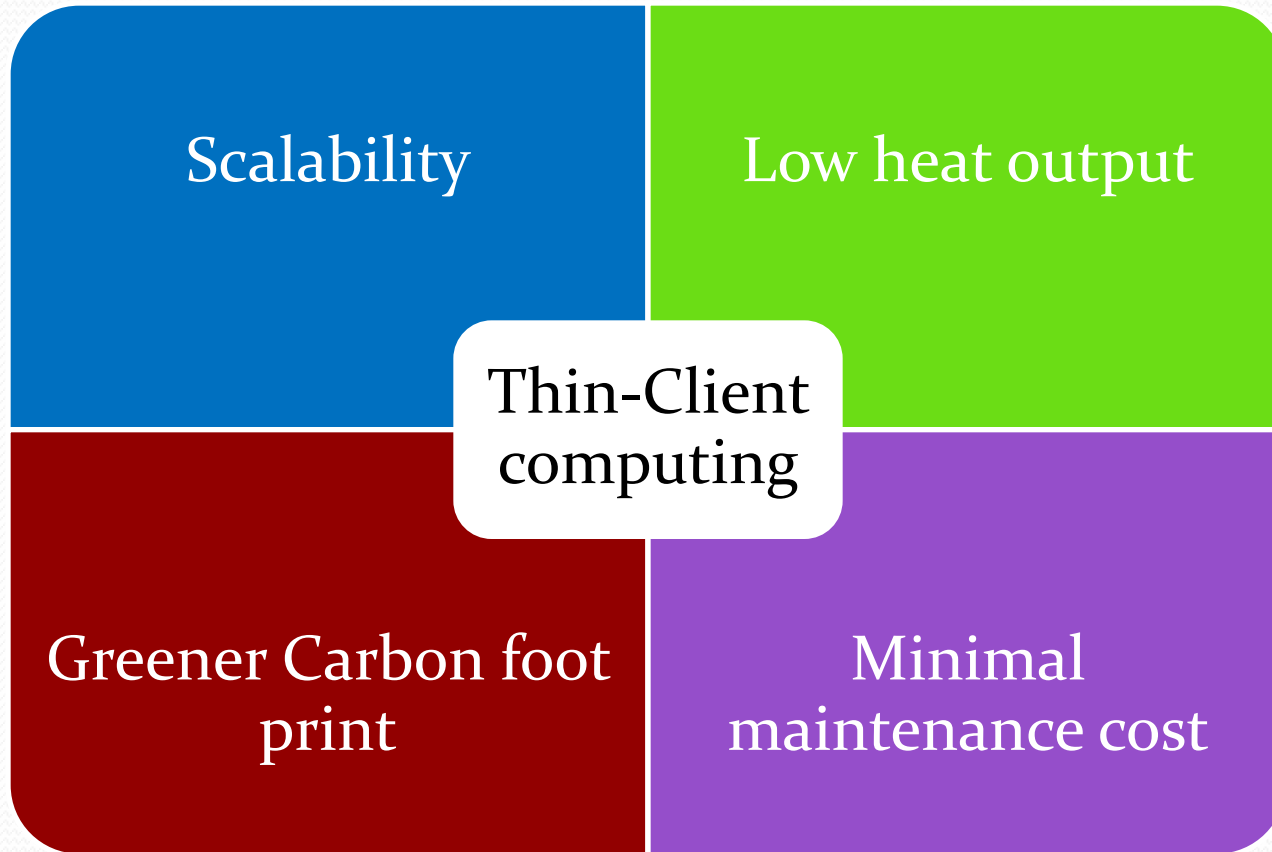 Scalability
Low heat output
Thin-Client
computing
Greener Carbon foot
print
Minimal
maintenance cost